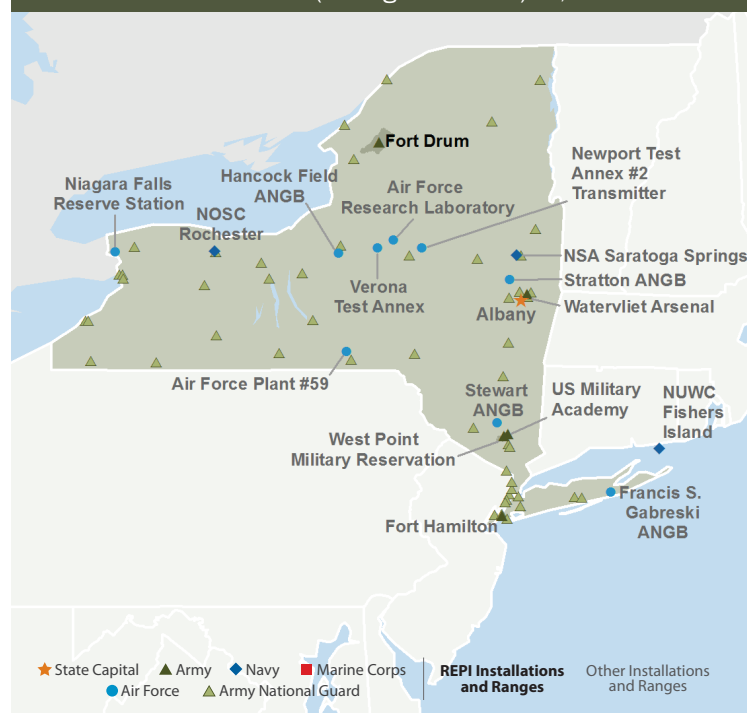 Fort Drum
Newport Test
Annex #2
Transmitter
Niagara Falls
Reserve Station
Hancock Field
ANGB
Air Force
Research Laboratory
NOSC
Rochester
NSA Saratoga Springs
Stratton ANGB
Verona
Test Annex
Albany
Watervliet Arsenal
Air Force Plant #59
Stewart
ANGB
US Military
Academy
NUWC
Fishers
Island
West Point
Military Reservation
Francis S.
Gabreski
ANGB
Fort Hamilton
State Capital
Army
Navy
Marine Corps
Air Force
Army National Guard
REPI Installations
and Ranges
Other Installations
and Ranges